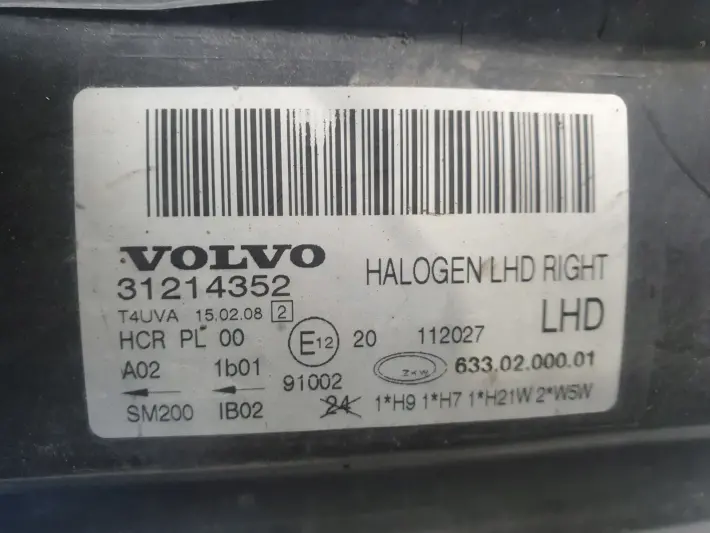 VOLVO
31214352
HALOGEN LHD RIGHT
T4UVA 15.02.08 2
LHD
HCR PL 00 E12 20 112027
A02 1b01 91002 ZKW 633.02.000.01
SM200 IB02 24 1*H9 1*H7 1*H21W 2*W5W